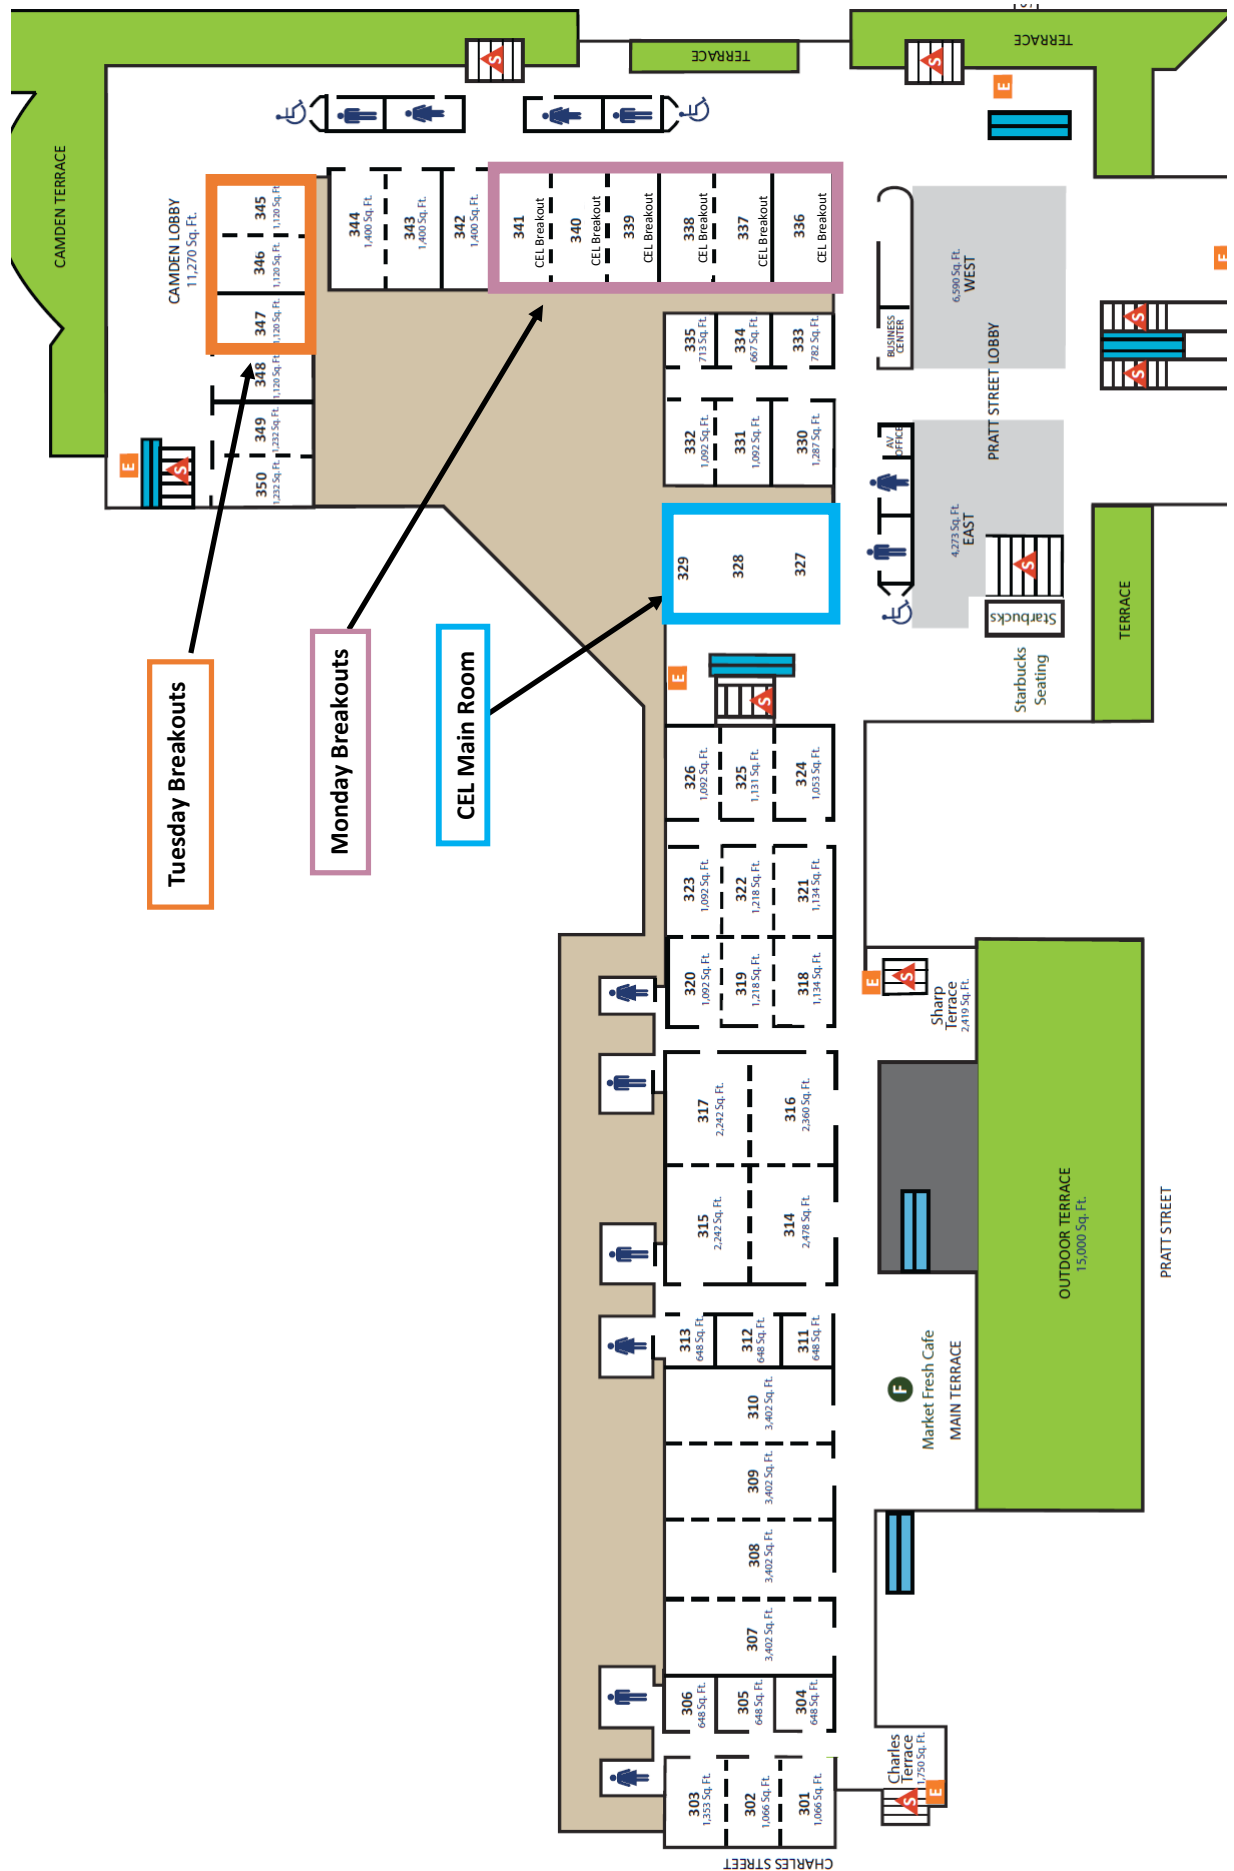 CAMDEN TERRACE
TERRACE
TERRACE
S
S
E
CAMDEN LOBBY
11,270 Sq. Ft.
345
1,120 Sq. Ft.
346
1,120 Sq. Ft.
347
1,120 Sq. Ft.
348
1,120 Sq. Ft.
349
1,232 Sq. Ft.
350
1,232 Sq. Ft.
E
S
344
1,400 Sq. Ft.
343
1,400 Sq. Ft.
342
1,400 Sq. Ft.
341
CEL Breakout
340
CEL Breakout
339
CEL Breakout
338
CEL Breakout
337
CEL Breakout
336
CEL Breakout
335
713 Sq. Ft.
334
667 Sq. Ft.
333
782 Sq. Ft.
332
1,092 Sq. Ft.
331
1,092 Sq. Ft.
330
1,287 Sq. Ft.
BUSINESS
CENTER
AV
OFFICE
6,590 Sq. Ft.
WEST
PRATT STREET LOBBY
4,273 Sq. Ft.
EAST
E
S
S
S
Starbucks
Starbucks
Seating
TERRACE
329
328
327
Tuesday Breakouts
Monday Breakouts
CEL Main Room
E
S
326
1,092 Sq. Ft.
325
1,131 Sq. Ft.
324
1,053 Sq. Ft.
323
1,092 Sq. Ft.
322
1,218 Sq. Ft.
321
1,134 Sq. Ft.
320
1,092 Sq. Ft.
319
1,218 Sq. Ft.
318
1,134 Sq. Ft.
E
S
Sharp
Terrace
2,419 Sq. Ft.
317
2,242 Sq. Ft.
316
2,360 Sq. Ft.
315
2,242 Sq. Ft.
314
2,478 Sq. Ft.
OUTDOOR TERRACE
15,000 Sq. Ft.
PRATT STREET
313
648 Sq. Ft.
312
648 Sq. Ft.
311
648 Sq. Ft.
F
Market Fresh Cafe
MAIN TERRACE
310
3,402 Sq. Ft.
309
3,402 Sq. Ft.
308
3,402 Sq. Ft.
307
3,402 Sq. Ft.
306
648 Sq. Ft.
305
648 Sq. Ft.
304
648 Sq. Ft.
Charles
Terrace
1,750 Sq. Ft.
S
E
303
1,353 Sq. Ft.
302
1,066 Sq. Ft.
301
1,066 Sq. Ft.
CHARLES STREET